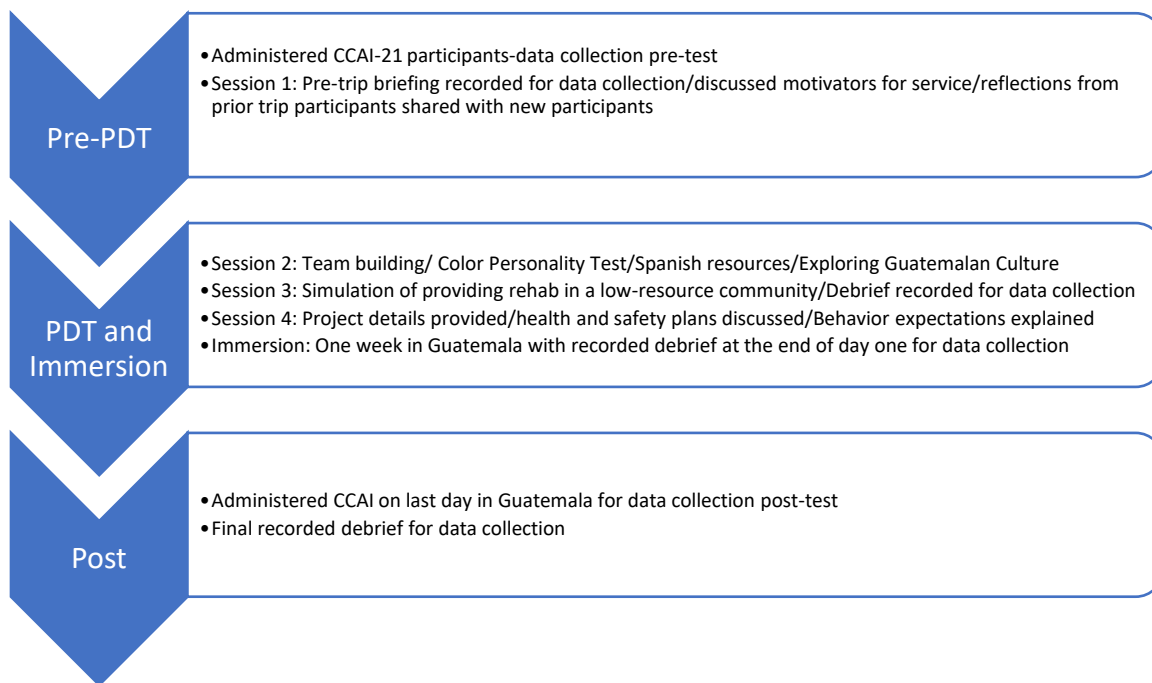 Pre-PDT
•Administered CCAI-21 participants-data collection pre-test
•Session 1: Pre-trip briefing recorded for data collection/discussed motivators for service/reflections from
prior trip participants shared with new participants
PDT and
Immersion
•Session 2: Team building/ Color Personality Test/Spanish resources/Exploring Guatemalan Culture
•Session 3: Simulation of providing rehab in a low-resource community/Debrief recorded for data collection
•Session 4: Project details provided/health and safety plans discussed/Behavior expectations explained
•Immersion: One week in Guatemala with recorded debrief at the end of day one for data collection
Post
•Administered CCAI on last day in Guatemala for data collection post-test
•Final recorded debrief for data collection